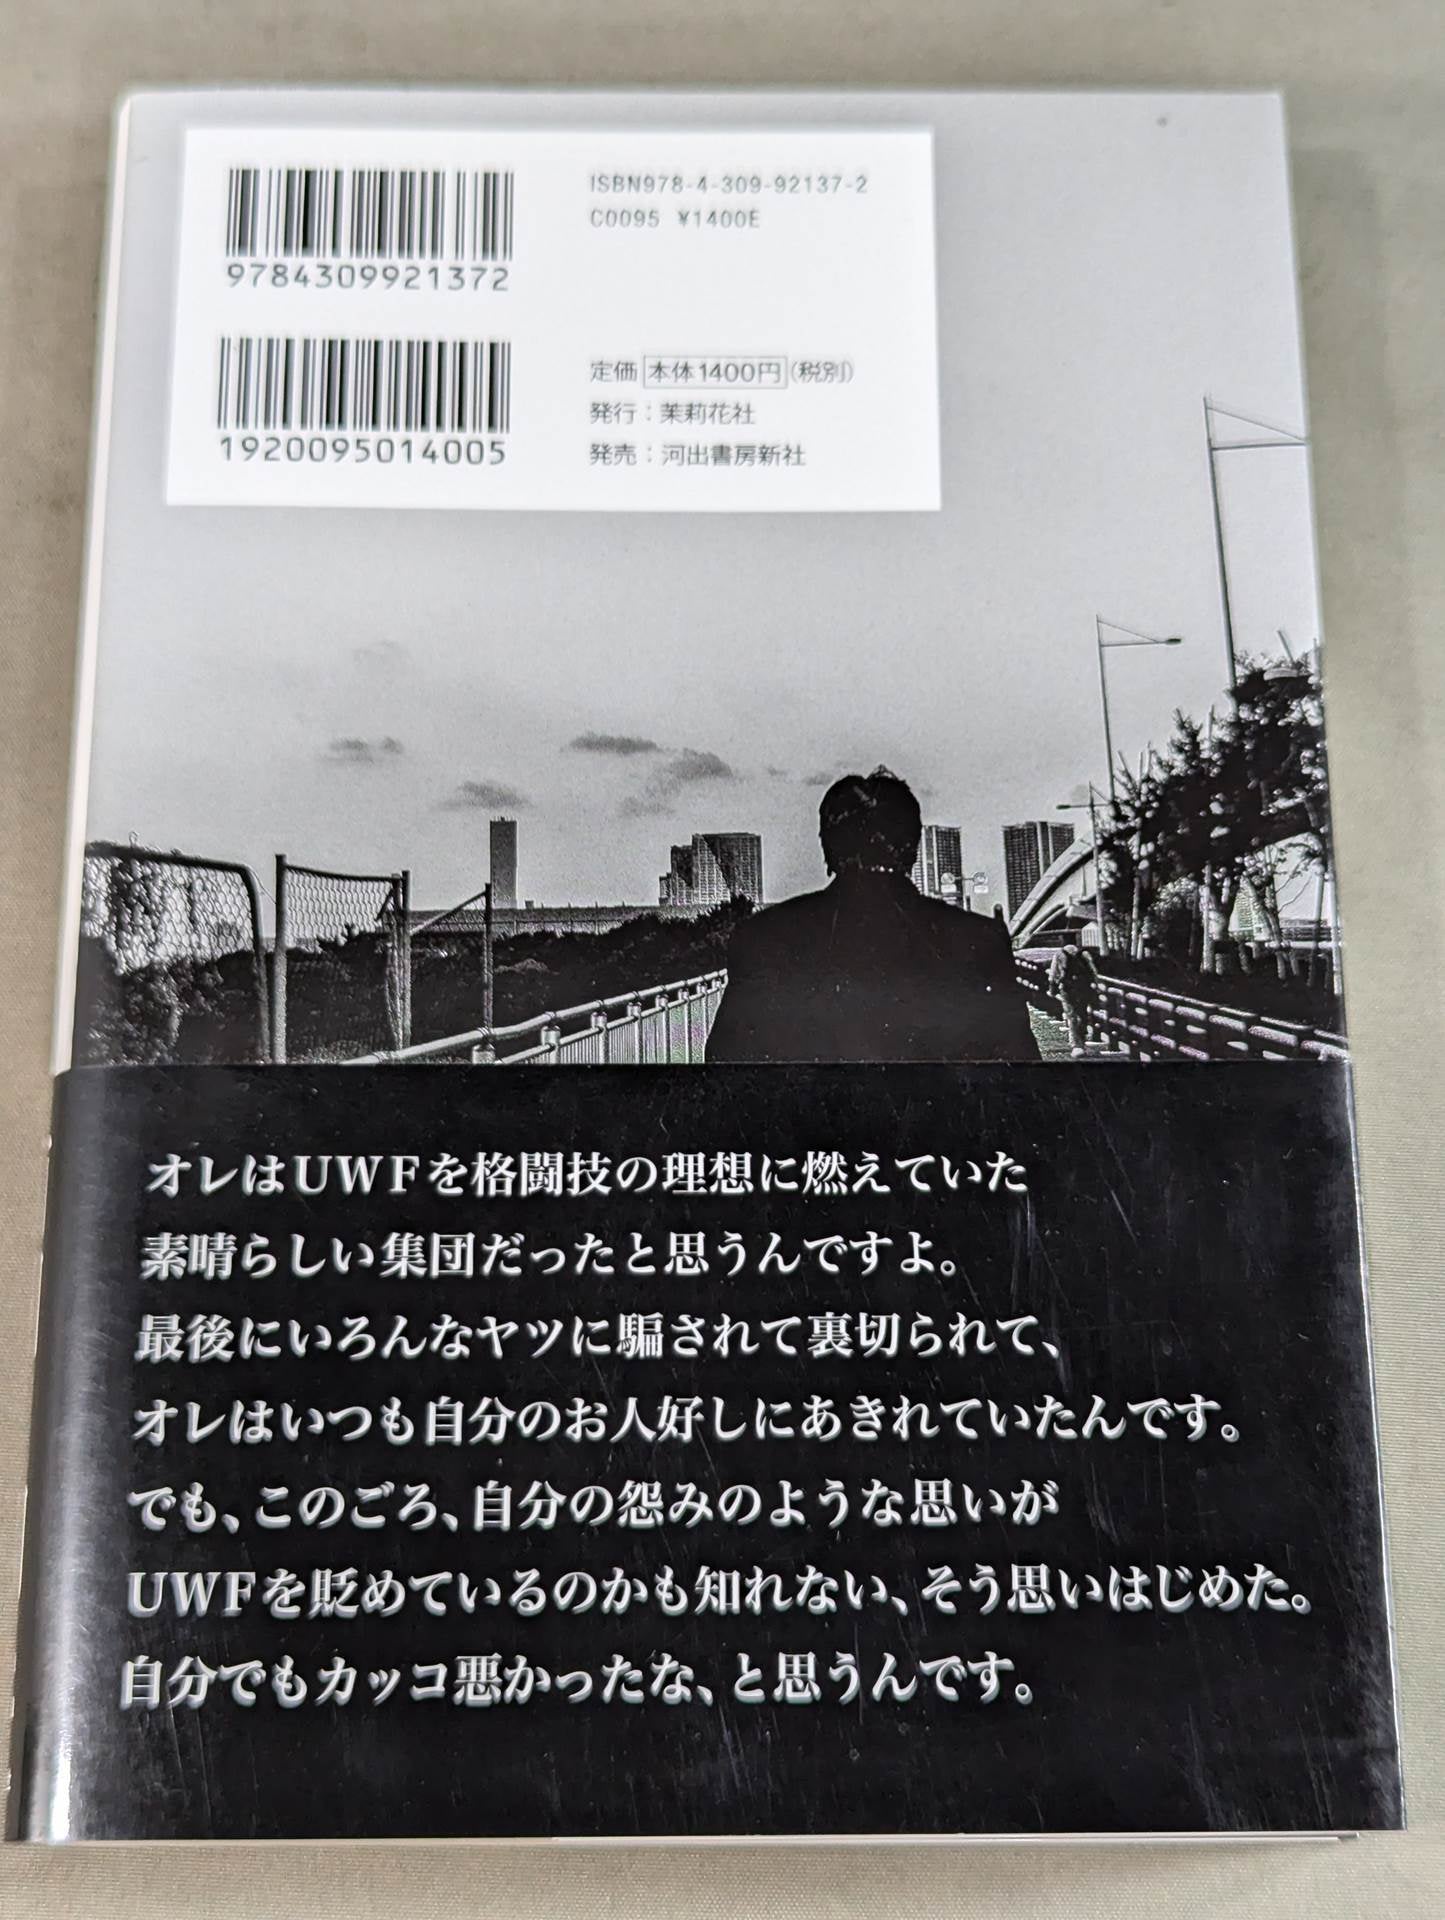 9784309921372
ISBN978-4-309-92137-2
C0095 ¥1400E
1920095014005
定価 本体1400円 (税別)
発行：茉莉花社
発売：河出書房新社
オレはUWFを格闘技の理想に燃えていた
素晴らしい集団だったと思うんですよ。
最後にいろんなヤツに騙されて裏切られて、
オレはいつも自分のお人好しにあきれていたんです。
でも、このごろ、自分の怨みのような思いが
UWFを貶めているのかも知れない、そう思いはじめた。
自分でもカッコ悪かったな、と思うんです。